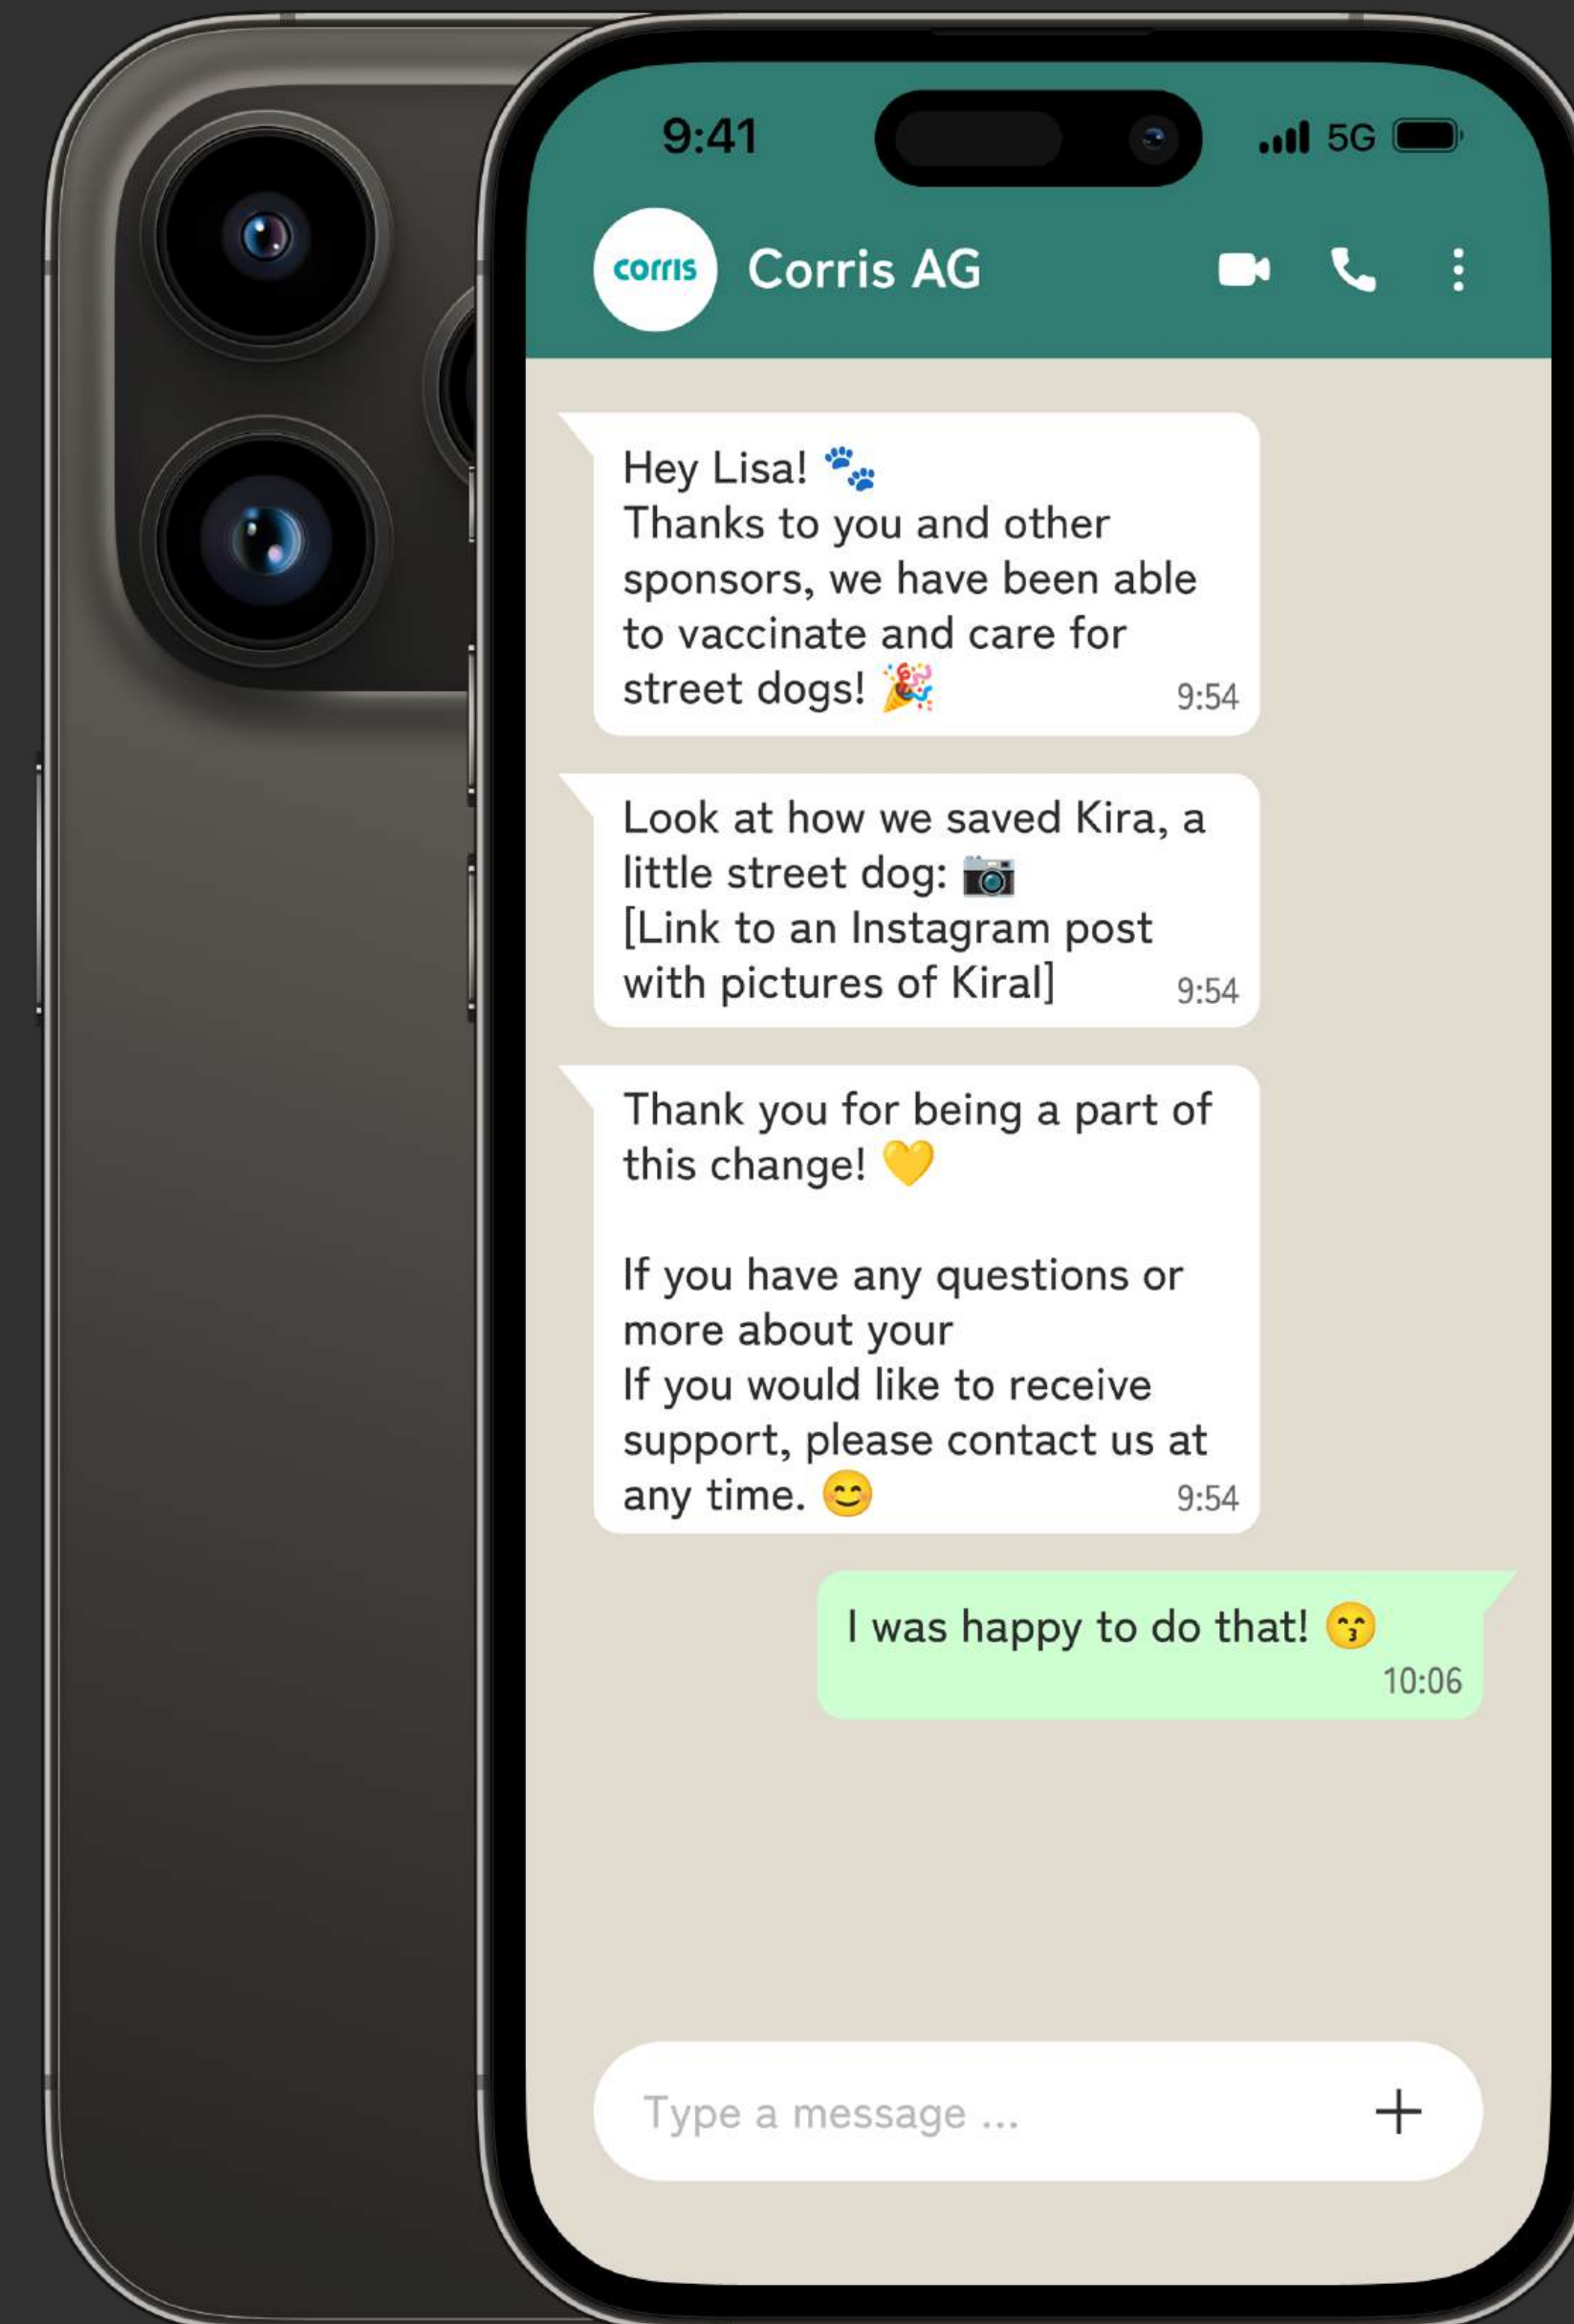 9:41
5G
corris
Corris AG
Hey Lisa! 🐾
Thanks to you and other
sponsors, we have been able
to vaccinate and care for
street dogs! 🎉
9:54
Look at how we saved Kira, a
little street dog: 📷
[Link to an Instagram post
with pictures of Kiral]
9:54
Thank you for being a part of
this change! 💛
If you have any questions or
more about your
If you would like to receive
support, please contact us at
any time. 😊
9:54
I was happy to do that! 😙
10:06
Type a message ...